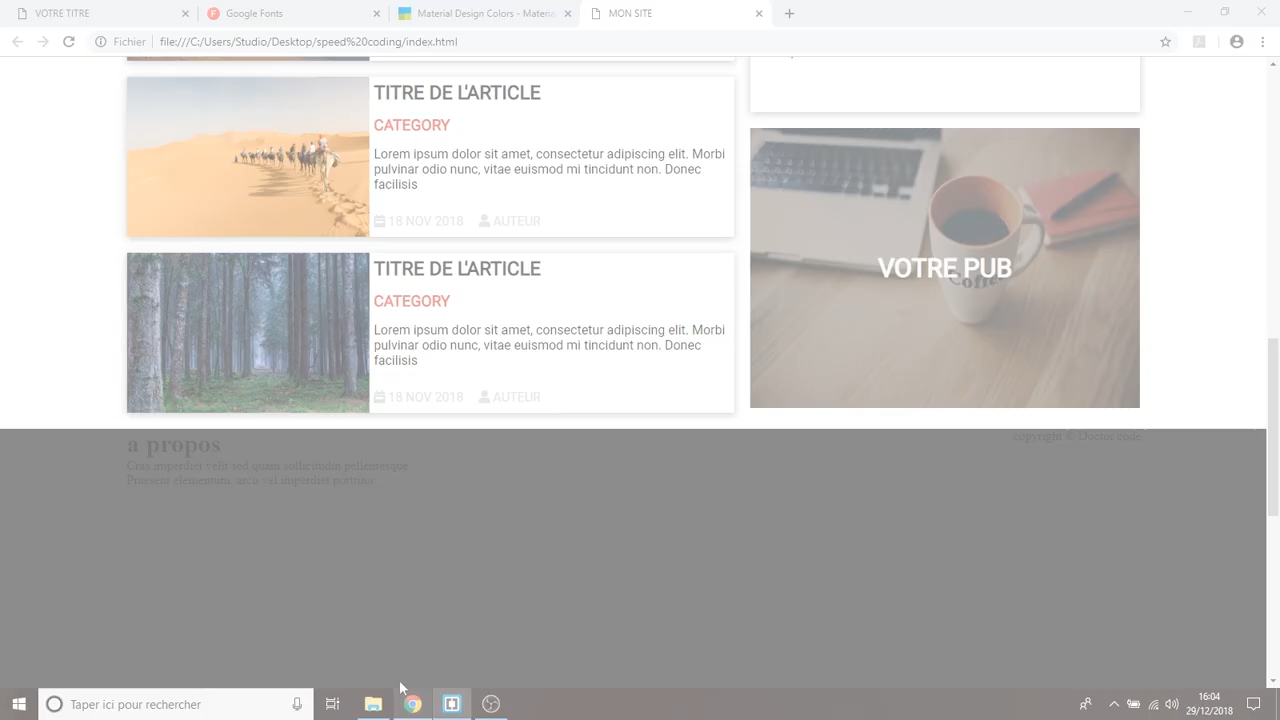 VOTRE TITRE
Google Fonts
Material Design Colors - Materia
MON SITE
Fichier
file:///C:/Users/Studio/Desktop/speed%20coding/index.html
TITRE DE L'ARTICLE
CATEGORY
Lorem ipsum dolor sit amet, consectetur adipiscing elit. Morbi
pulvinar odio nunc, vitae euismod mi tincidunt non. Donec
facilisis
18 NOV 2018 AUTEUR
VOTRE PUB
Coffee
TITRE DE L'ARTICLE
CATEGORY
Lorem ipsum dolor sit amet, consectetur adipiscing elit. Morbi
pulvinar odio nunc, vitae euismod mi tincidunt non. Donec
facilisis
18 NOV 2018 AUTEUR
a propos
copyright © Doctor code
Cras imperdiet velit sed quam sollicitudin pellentesque
Praesent elementum, arcu vel imperdiet porttitor
Taper ici pour rechercher
16:04
29/12/2018